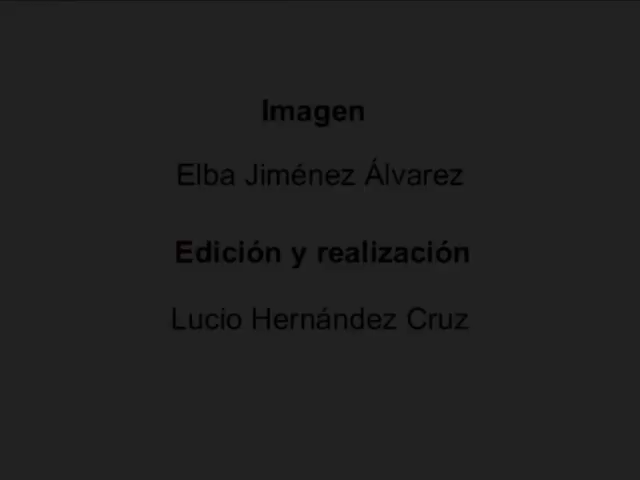 Imagen
Elba Jiménez Álvarez
Edición y realización
Lucio Hernández Cruz